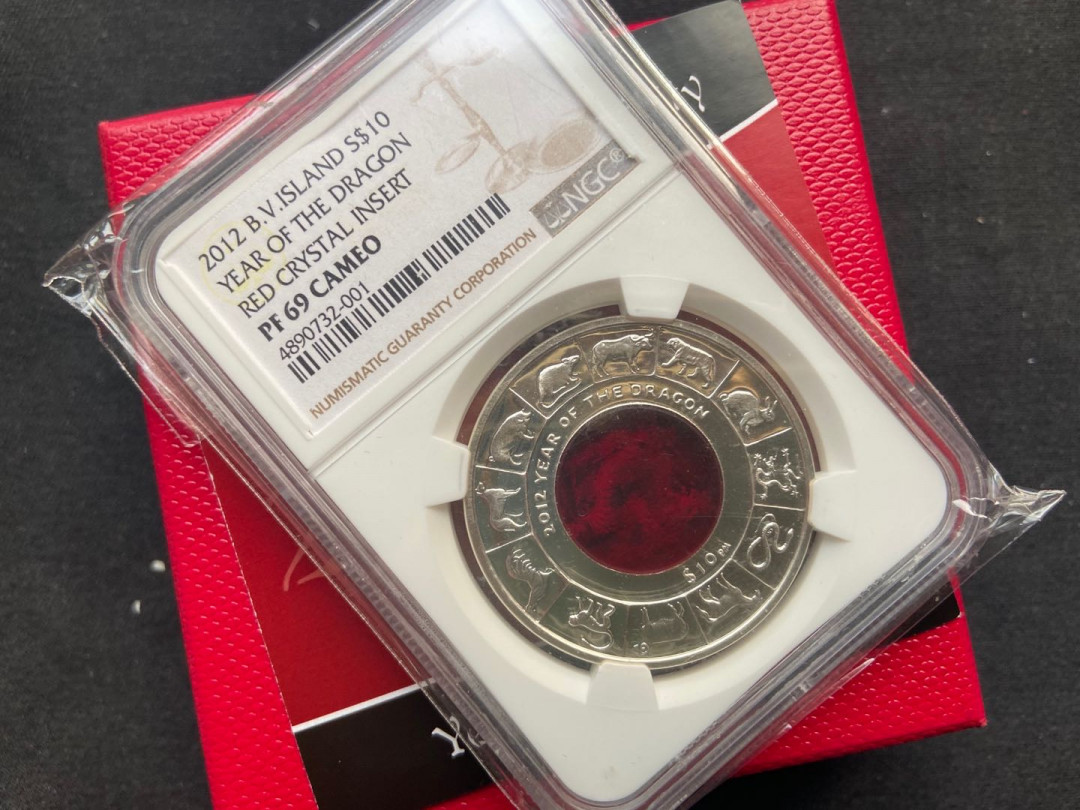 2012 B.V.ISLAND S$10
YEAR OF THE DRAGON
RED CRYSTAL INSERT
PF 69 CAMEO
4890732-001
NUMISMATIC GUARANTY CORPORATION
NGC®
2012 YEAR OF THE DRAGON
$10